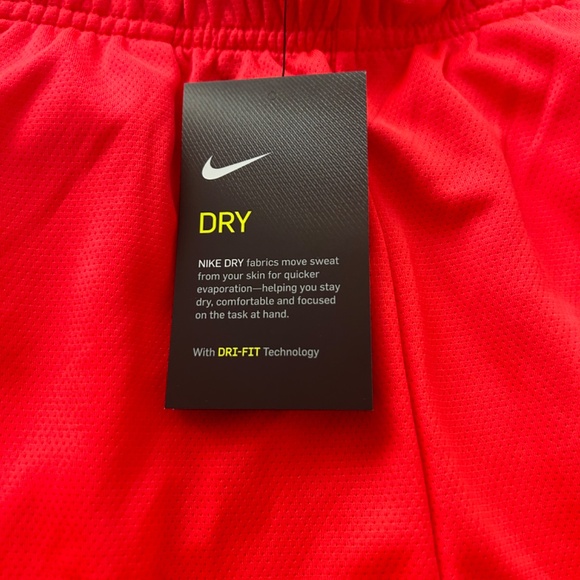 DRY
NIKE DRY fabrics move sweat
from your skin for quicker
evaporation—helping you stay
dry, comfortable and focused
on the task at hand.
With DRI-FIT Technology